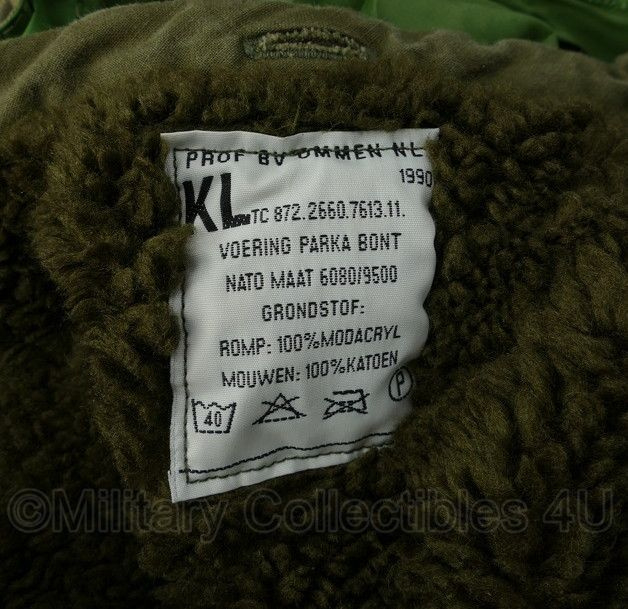 PROF BV OMMEN NL
1990
KL TC 872.2660.7613.11.
VOERING PARKA BONT
NATO MAAT 6080/9500
GRONDSTOF:
ROMP: 100%MODACRYL
MOUWEN: 100%KATOEN
40 P
©Military Collectibles 4U